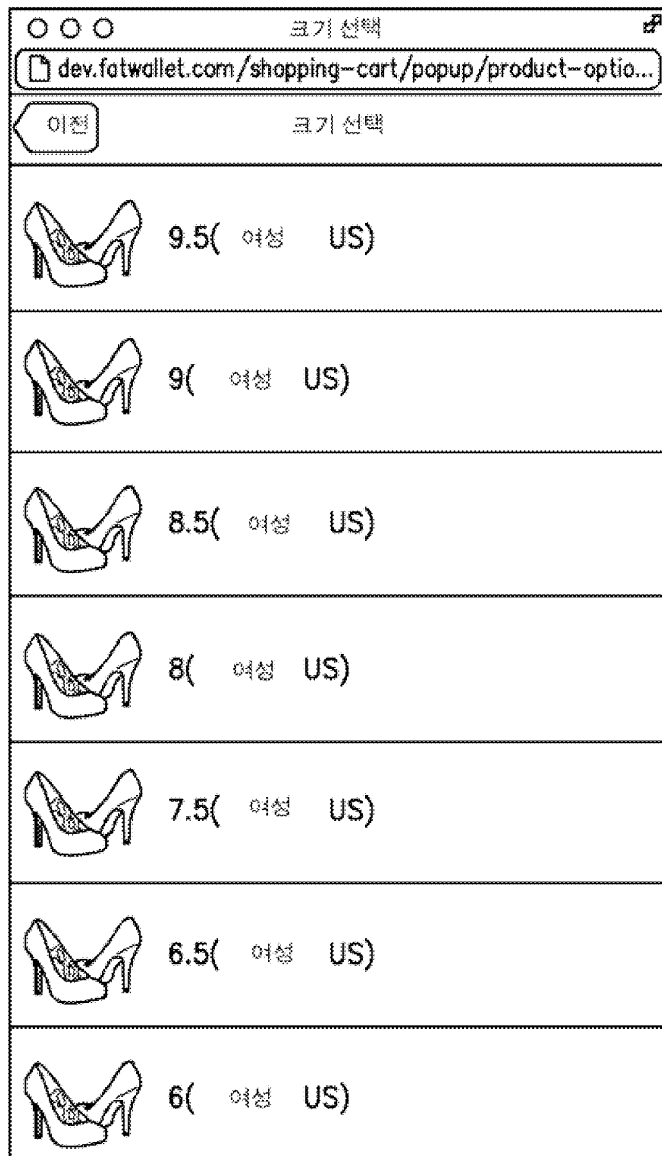 크기 선택
dev.fatwallet.com/shopping-cart/popup/product-optio...
이전 크기 선택
9.5( 여성 US)
9( 여성 US)
8.5( 여성 US)
8( 여성 US)
7.5( 여성 US)
6.5( 여성 US)
6( 여성 US)